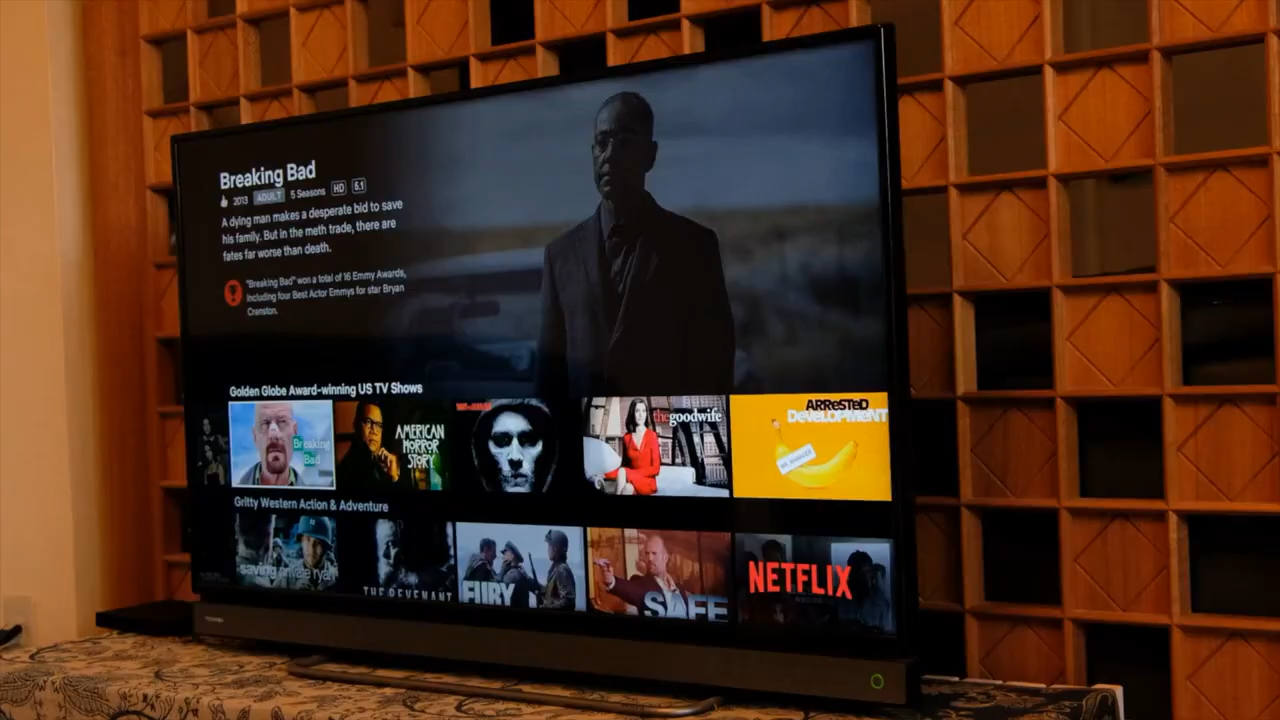 Breaking Bad
2013 ADULT 5 Seasons HD 5.1
A dying man makes a desperate bid to save
his family. But in the meth trade, there are
fates far worse than death.
"Breaking Bad" won a total of 16 Emmy Awards,
including four Best Actor Emmys for star Bryan
Cranston.
Golden Globe Award-winning US TV Shows
Breaking
Bad
AMERICAN
HORROR
STORY
thegoodwife
ARReSTeD
DeVeLOPMENT
MR. MANAGER
Gritty Western Action & Adventure
saving private ryan
THE REVENANT
FURY
SAFE
NETFLIX
TOSHIBA